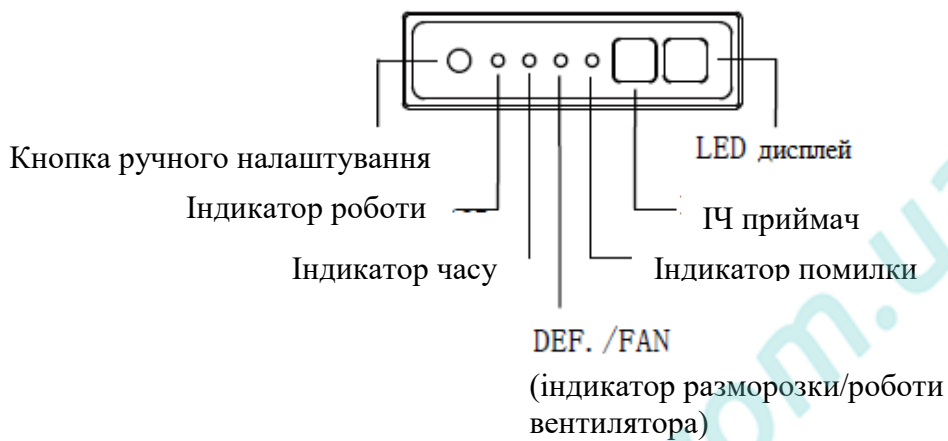 Кнопка ручного налаштування
LED дисплей
Індикатор роботи
ІЧ приймач
Індикатор часу
Індикатор помилки
DEF./FAN
(індикатор разморозки/роботи
вентилятора)